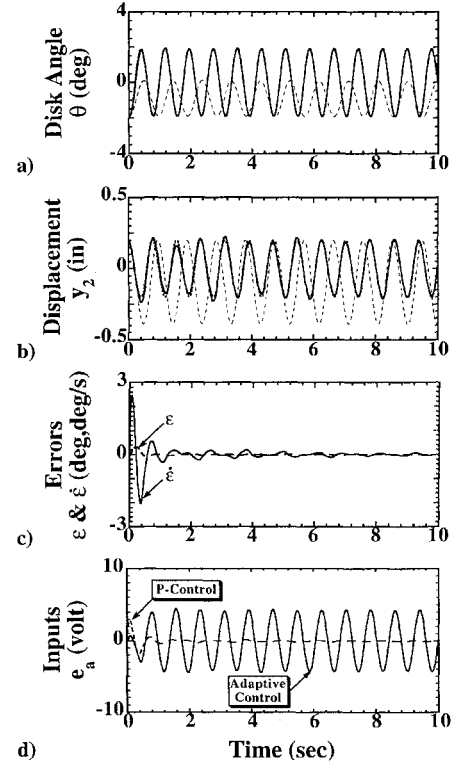 4
Disk Angle
θ (deg)
0
-4
0 2 4 6 8 10
a)
0.5
Displacement
y2 (in)
0
-0.5
0 2 4 6 8 10
b)
3
Errors
ε & ε̇ (deg,deg/s)
ε
0
ε̇
-3
0 2 4 6 8 10
c)
10
P-Control
Inputs
ea (volt)
0
Adaptive
Control
-10
0 2 4 6 8 10
d)
Time (sec)